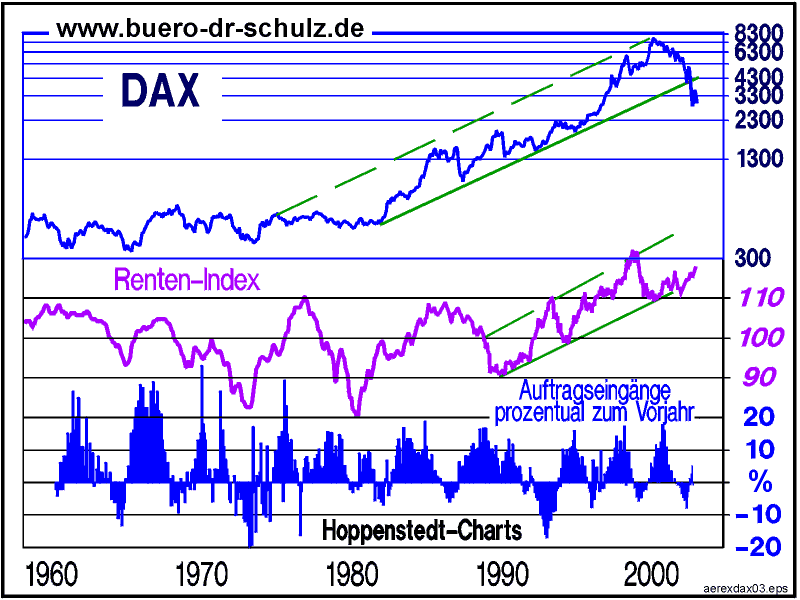 www.buero-dr-schulz.de
DAX
8300
6300
4300
3300
2300
1300
300
Renten-Index
110
100
90
Auftragseingänge
prozentual zum Vorjahr
20
10
%
-10
-20
Hoppenstedt-Charts
1960 1970 1980 1990 2000
aerexdax03.eps